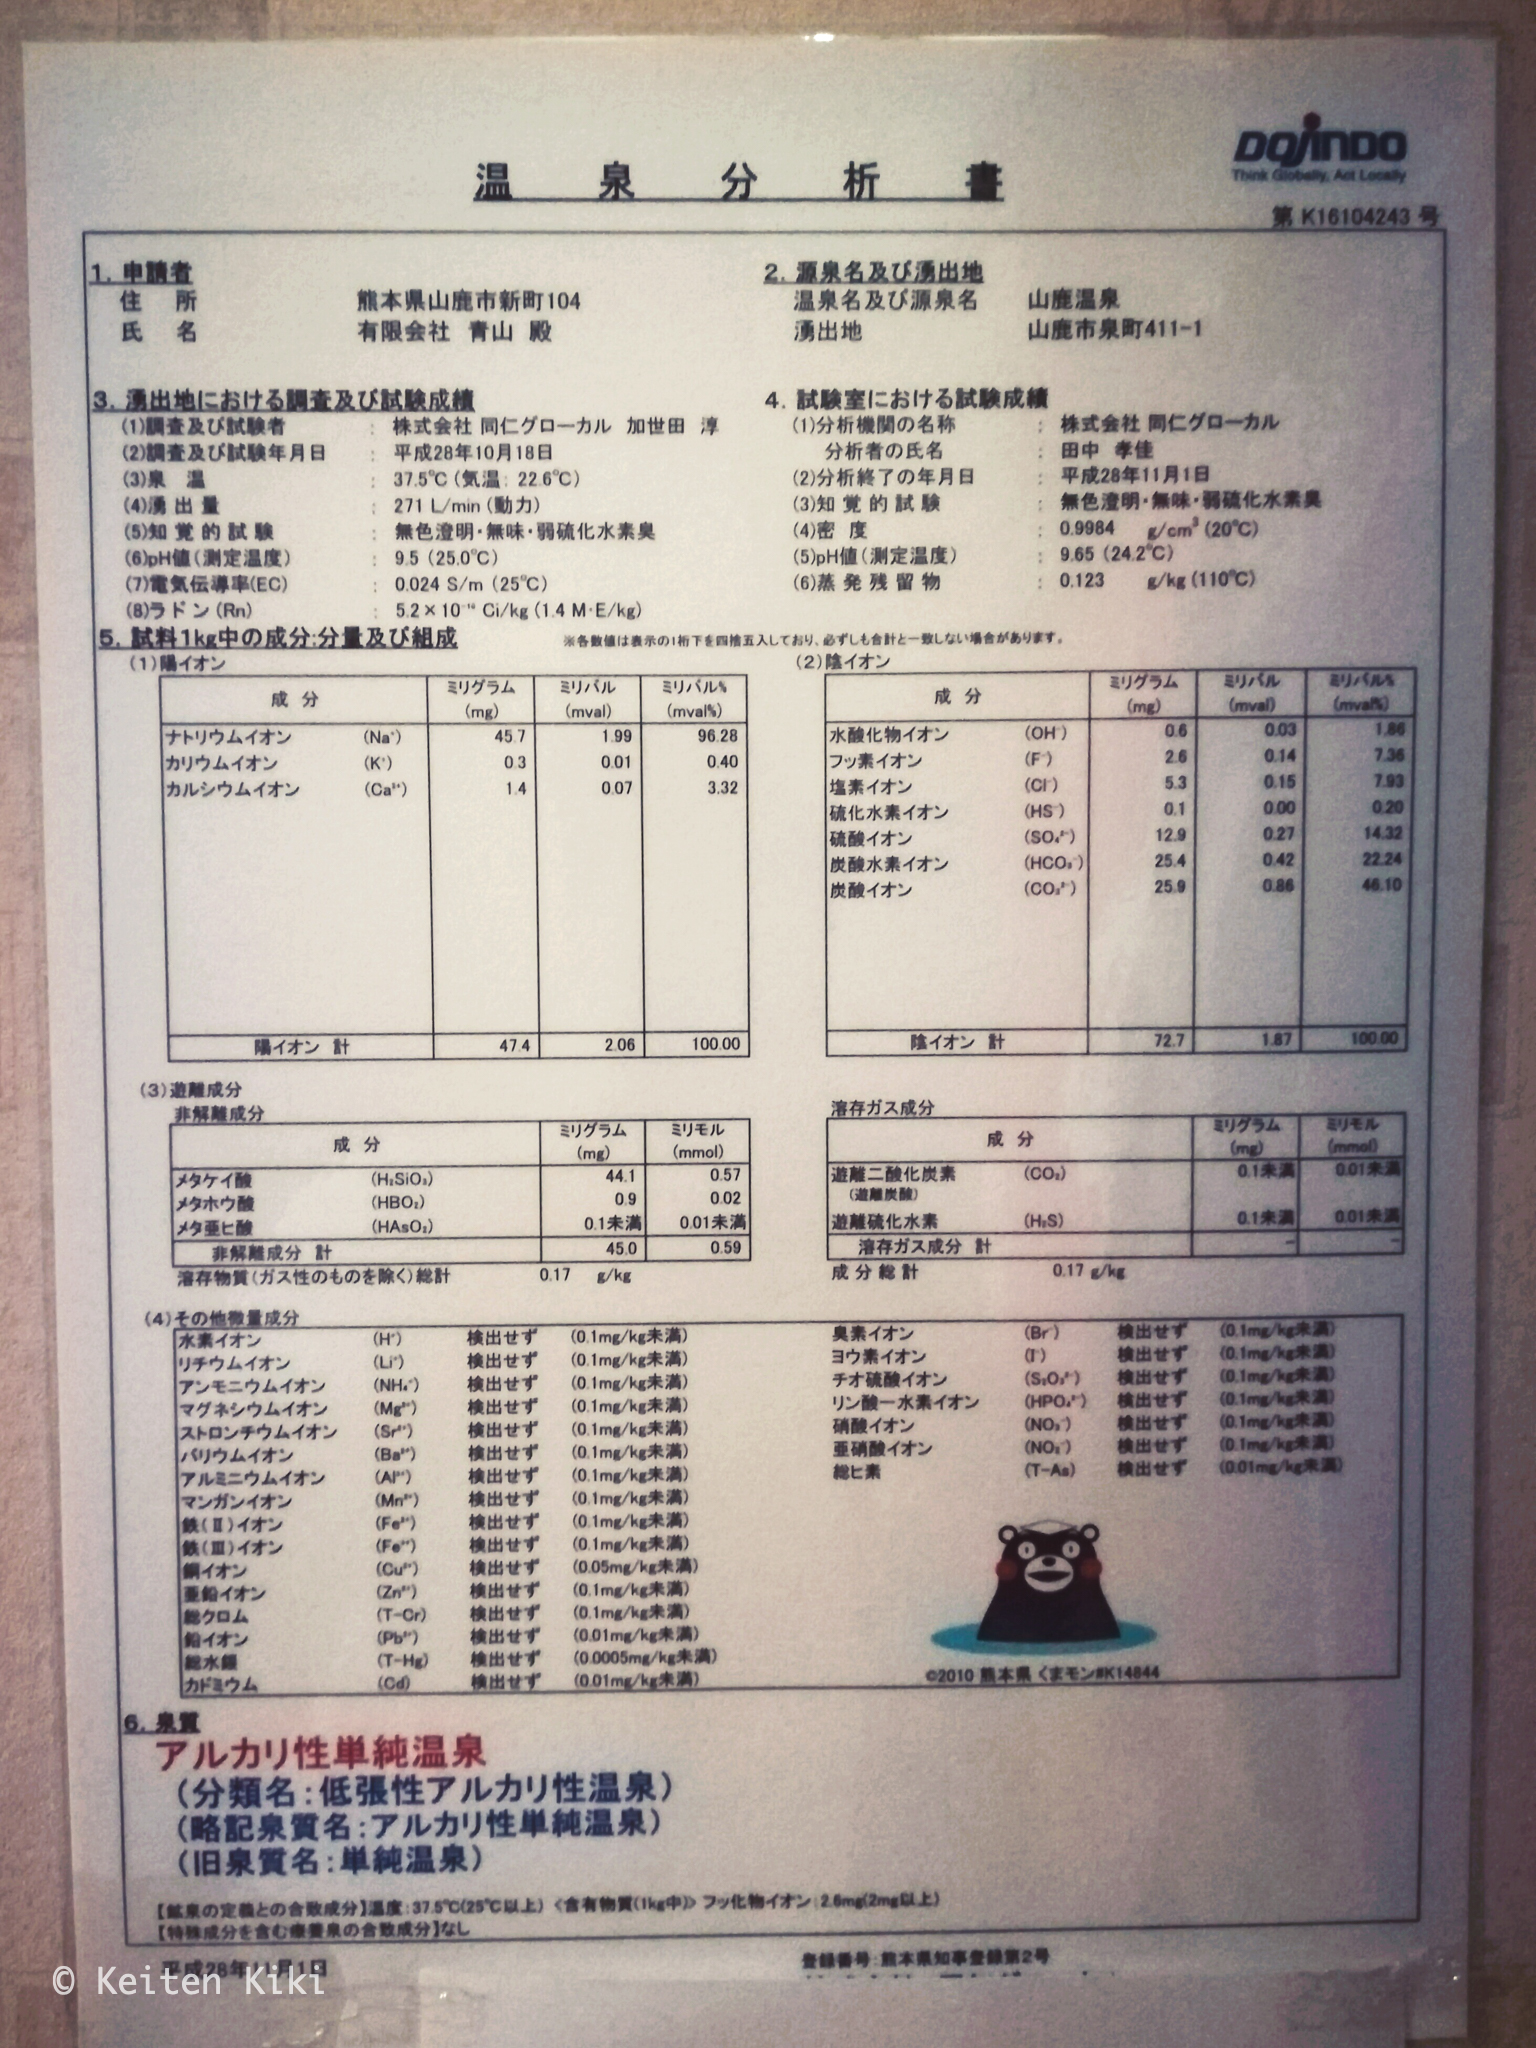 DOJINDO
Think Globally, Act Locally
温泉分析書
第 K16104243 号
1. 申請者
住 所 熊本県山鹿市新町104
氏 名 有限会社 青山 殿
2. 源泉名及び湧出地
温泉名及び源泉名 山鹿温泉
湧出地 山鹿市泉町411-1
3. 湧出地における調査及び試験成績
(1)調査及び試験者 : 株式会社 同仁グローカル 加世田 淳
(2)調査及び試験年月日 : 平成28年10月18日
(3)泉 温 : 37.5℃ (気温: 22.6℃)
(4)湧 出 量 : 271 L/min (動力)
(5)知 覚 的 試 験 : 無色澄明・無味・弱硫化水素臭
(6)pH値(測定温度) : 9.5 (25.0℃)
(7)電気伝導率(EC) : 0.024 S/m (25℃)
(8)ラ ド ン (Rn) : 5.2×10⁻¹⁰ Ci/kg (1.4 M・E/kg)
4. 試験室における試験成績
(1)分析機関の名称 : 株式会社 同仁グローカル
分析者の氏名 : 田中 孝佳
(2)分析終了の年月日 : 平成28年11月1日
(3)知 覚 的 試 験 : 無色澄明・無味・弱硫化水素臭
(4)密 度 : 0.9984 g/cm³ (20℃)
(5)pH値(測定温度) : 9.65 (24.2℃)
(6)蒸 発 残 留 物 : 0.123 g/kg (110℃)
5. 試料1kg中の成分:分量及び組成 ※各数値は表示の1桁下を四捨五入しており、必ずしも合計と一致しない場合があります。
(1)陽イオン
成 分 ミリグラム(mg) ミリバル(mval) ミリバル%(mval%)
ナトリウムイオン (Na⁺) 45.7 1.99 96.28
カリウムイオン (K⁺) 0.3 0.01 0.40
カルシウムイオン (Ca²⁺) 1.4 0.07 3.32
陽イオン 計 47.4 2.06 100.00
(2)陰イオン
成 分 ミリグラム(mg) ミリバル(mval) ミリバル%(mval%)
水酸化物イオン (OH⁻) 0.6 0.03 1.86
フッ素イオン (F⁻) 2.6 0.14 7.36
塩素イオン (Cl⁻) 5.3 0.15 7.93
硫化水素イオン (HS⁻) 0.1 0.00 0.20
硫酸イオン (SO₄²⁻) 12.9 0.27 14.32
炭酸水素イオン (HCO₃⁻) 25.4 0.42 22.24
炭酸イオン (CO₃²⁻) 25.9 0.86 46.10
陰イオン 計 72.7 1.87 100.00
(3)遊離成分
非解離成分
成 分 ミリグラム(mg) ミリモル(mmol)
メタケイ酸 (H₂SiO₃) 44.1 0.57
メタホウ酸 (HBO₂) 0.9 0.02
メタ亜ヒ酸 (HAsO₂) 0.1未満 0.01未満
非解離成分 計 45.0 0.59
溶存物質(ガス性のものを除く)総計 0.17 g/kg
溶存ガス成分
成 分 ミリグラム(mg) ミリモル(mmol)
遊離二酸化炭素 (CO₂) 0.1未満 0.01未満
(遊離炭酸)
遊離硫化水素 (H₂S) 0.1未満 0.01未満
溶存ガス成分 計 － －
成 分 総 計 0.17 g/kg
(4)その他微量成分
水素イオン (H⁺) 検出せず (0.1mg/kg未満)
リチウムイオン (Li⁺) 検出せず (0.1mg/kg未満)
アンモニウムイオン (NH₄⁺) 検出せず (0.1mg/kg未満)
マグネシウムイオン (Mg²⁺) 検出せず (0.1mg/kg未満)
ストロンチウムイオン (Sr²⁺) 検出せず (0.1mg/kg未満)
バリウムイオン (Ba²⁺) 検出せず (0.1mg/kg未満)
アルミニウムイオン (Al³⁺) 検出せず (0.1mg/kg未満)
マンガンイオン (Mn²⁺) 検出せず (0.1mg/kg未満)
鉄(Ⅱ)イオン (Fe²⁺) 検出せず (0.1mg/kg未満)
鉄(Ⅲ)イオン (Fe³⁺) 検出せず (0.1mg/kg未満)
銅イオン (Cu²⁺) 検出せず (0.05mg/kg未満)
亜鉛イオン (Zn²⁺) 検出せず (0.1mg/kg未満)
総クロム (T-Cr) 検出せず (0.1mg/kg未満)
鉛イオン (Pb²⁺) 検出せず (0.01mg/kg未満)
総水銀 (T-Hg) 検出せず (0.0005mg/kg未満)
カドミウム (Cd) 検出せず (0.01mg/kg未満)
臭素イオン (Br⁻) 検出せず (0.1mg/kg未満)
ヨウ素イオン (I⁻) 検出せず (0.1mg/kg未満)
チオ硫酸イオン (S₂O₃²⁻) 検出せず (0.1mg/kg未満)
リン酸一水素イオン (HPO₄²⁻) 検出せず (0.1mg/kg未満)
硝酸イオン (NO₃⁻) 検出せず (0.1mg/kg未満)
亜硝酸イオン (NO₂⁻) 検出せず (0.1mg/kg未満)
総ヒ素 (T-As) 検出せず (0.01mg/kg未満)
©2010 熊本県 くまモン#K14844
6. 泉質
アルカリ性単純温泉
(分類名:低張性アルカリ性温泉)
(略記泉質名:アルカリ性単純温泉)
(旧泉質名:単純温泉)
【鉱泉の定義との合致成分】温度:37.5℃(25℃以上) 《含有物質(1kg中)》 フッ化物イオン:2.6mg(2mg以上)
【特殊成分を含む療養泉の合致成分】なし
平成28年11月1日
登録番号:熊本県知事登録第2号
© Keiten Kiki